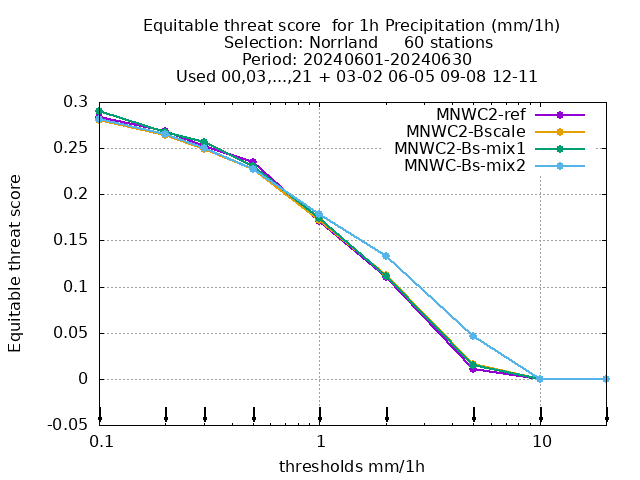 Equitable threat score  for 1h Precipitation (mm/1h)
Selection: Norrland     60 stations
Period: 20240601-20240630
Used 00,03,...,21 + 03-02 06-05 09-08 12-11
MNWC2-ref
MNWC2-Bscale
MNWC2-Bs-mix1
MNWC-Bs-mix2
Equitable threat score
0.3
0.25
0.2
0.15
0.1
0.05
0
-0.05
0.1 1 10
thresholds mm/1h